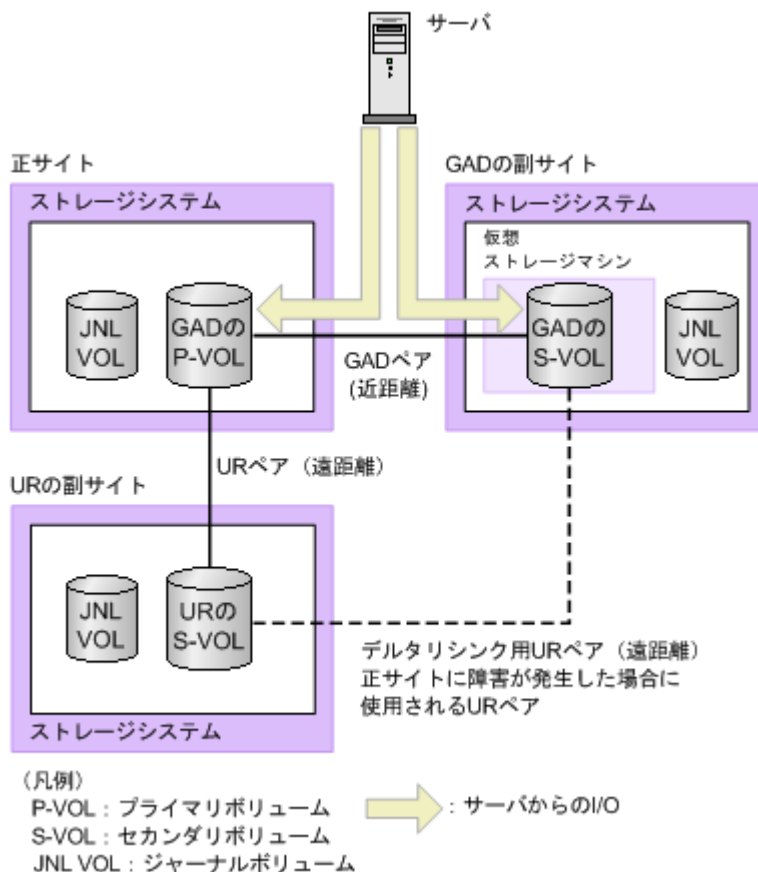 サーバ
正サイト
ストレージシステム
JNL
VOL
GADの
P-VOL
GADの副サイト
ストレージシステム
仮想
ストレージマシン
GADの
S-VOL
JNL
VOL
GADペア
(近距離)
URペア（遠距離）
URの副サイト
JNL
VOL
URの
S-VOL
ストレージシステム
デルタリシンク用URペア（遠距離）
正サイトに障害が発生した場合に
使用されるURペア
（凡例）
P-VOL：プライマリボリューム
S-VOL：セカンダリボリューム
JNL VOL：ジャーナルボリューム
：サーバからのI/O